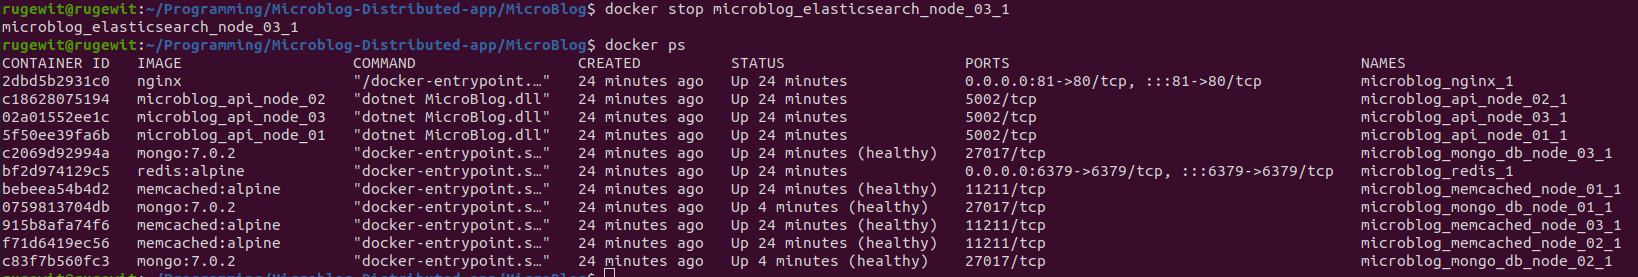 rugewit@rugewit:~/Programming/Microblog-Distributed-app/MicroBlog$ docker stop microblog_elasticsearch_node_03_1
microblog_elasticsearch_node_03_1
rugewit@rugewit:~/Programming/Microblog-Distributed-app/MicroBlog$ docker ps
CONTAINER ID   IMAGE                   COMMAND                  CREATED          STATUS                    PORTS                                       NAMES
2dbd5b2931c0   nginx                   "/docker-entrypoint.…"   24 minutes ago   Up 24 minutes             0.0.0.0:81->80/tcp, :::81->80/tcp           microblog_nginx_1
c18628075194   microblog_api_node_02   "dotnet MicroBlog.dll"   24 minutes ago   Up 24 minutes             5002/tcp                                    microblog_api_node_02_1
02a01552ee1c   microblog_api_node_03   "dotnet MicroBlog.dll"   24 minutes ago   Up 24 minutes             5002/tcp                                    microblog_api_node_03_1
5f50ee39fa6b   microblog_api_node_01   "dotnet MicroBlog.dll"   24 minutes ago   Up 24 minutes             5002/tcp                                    microblog_api_node_01_1
c2069d92994a   mongo:7.0.2             "docker-entrypoint.s…"   24 minutes ago   Up 24 minutes (healthy)   27017/tcp                                   microblog_mongo_db_node_03_1
bf2d974129c5   redis:alpine            "docker-entrypoint.s…"   24 minutes ago   Up 24 minutes             0.0.0.0:6379->6379/tcp, :::6379->6379/tcp   microblog_redis_1
bebeea54b4d2   memcached:alpine        "docker-entrypoint.s…"   24 minutes ago   Up 24 minutes (healthy)   11211/tcp                                   microblog_memcached_node_01_1
0759813704db   mongo:7.0.2             "docker-entrypoint.s…"   24 minutes ago   Up 4 minutes (healthy)    27017/tcp                                   microblog_mongo_db_node_01_1
915b8afa74f6   memcached:alpine        "docker-entrypoint.s…"   24 minutes ago   Up 24 minutes (healthy)   11211/tcp                                   microblog_memcached_node_03_1
f71d6419ec56   memcached:alpine        "docker-entrypoint.s…"   24 minutes ago   Up 24 minutes (healthy)   11211/tcp                                   microblog_memcached_node_02_1
c83f7b560fc3   mongo:7.0.2             "docker-entrypoint.s…"   24 minutes ago   Up 4 minutes (healthy)    27017/tcp                                   microblog_mongo_db_node_02_1
rugewit@rugewit:~/Programming/Microblog-Distributed-app/MicroBlog$